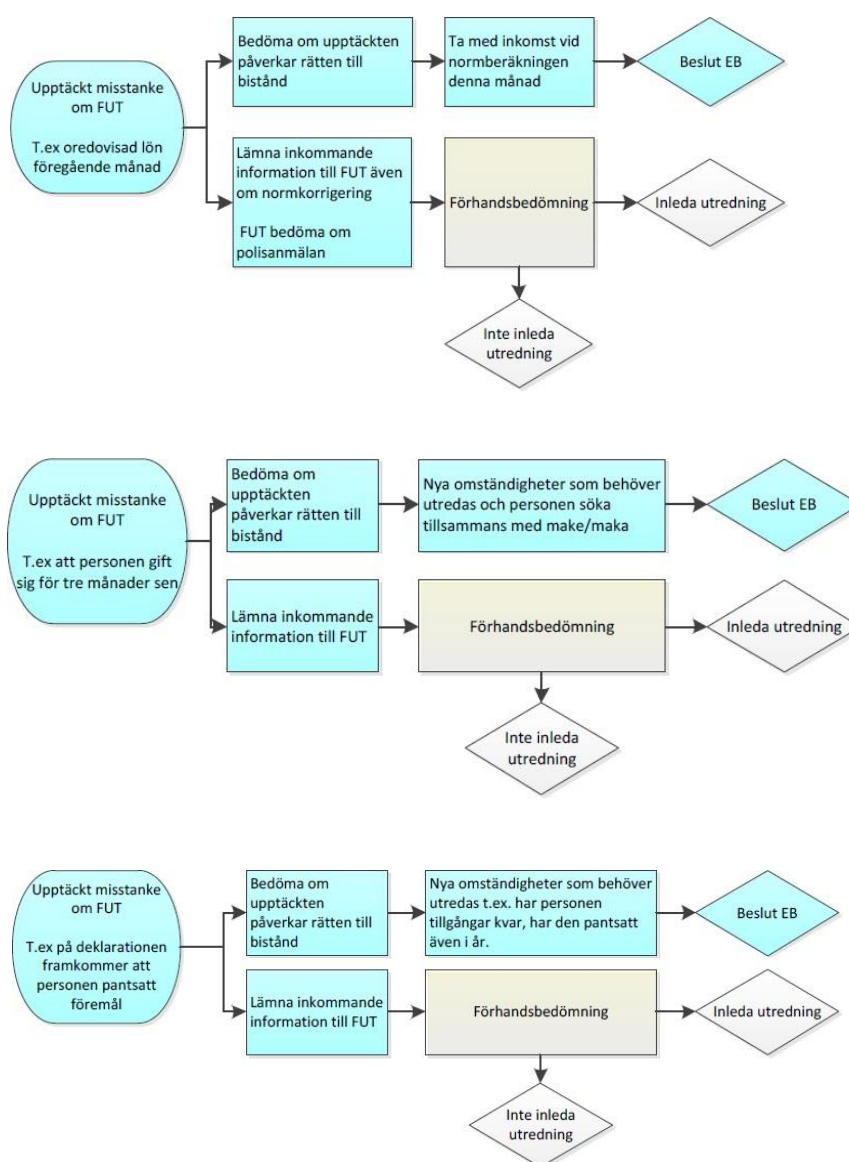 Upptäckt misstanke
om FUT
T.ex oredovisad lön
föregående månad
Bedöma om upptäckten
påverkar rätten till
bistånd
Ta med inkomst vid
normberäkningen
denna månad
Beslut EB
Lämna inkommande
information till FUT även
om normkorrigering
FUT bedöma om
polisanmälan
Förhandsbedömning
Inleda utredning
Inte inleda
utredning
Upptäckt misstanke
om FUT
T.ex att personen gift
sig för tre månader sen
Bedöma om
upptäckten
påverkar rätten till
bistånd
Nya omständigheter som behöver
utredas och personen söka
tillsammans med make/maka
Beslut EB
Lämna inkommande
information till FUT
Förhandsbedömning
Inleda utredning
Inte inleda
utredning
Upptäckt misstanke
om FUT
T.ex på deklarationen
framkommer att
personen pantsatt
föremål
Bedöma om
upptäckten
påverkar rätten till
bistånd
Nya omständigheter som behöver
utredas t.ex. har personen
tillgångar kvar, har den pantsatt
även i år.
Beslut EB
Lämna inkommande
information till FUT
Förhandsbedömning
Inleda utredning
Inte inleda
utredning